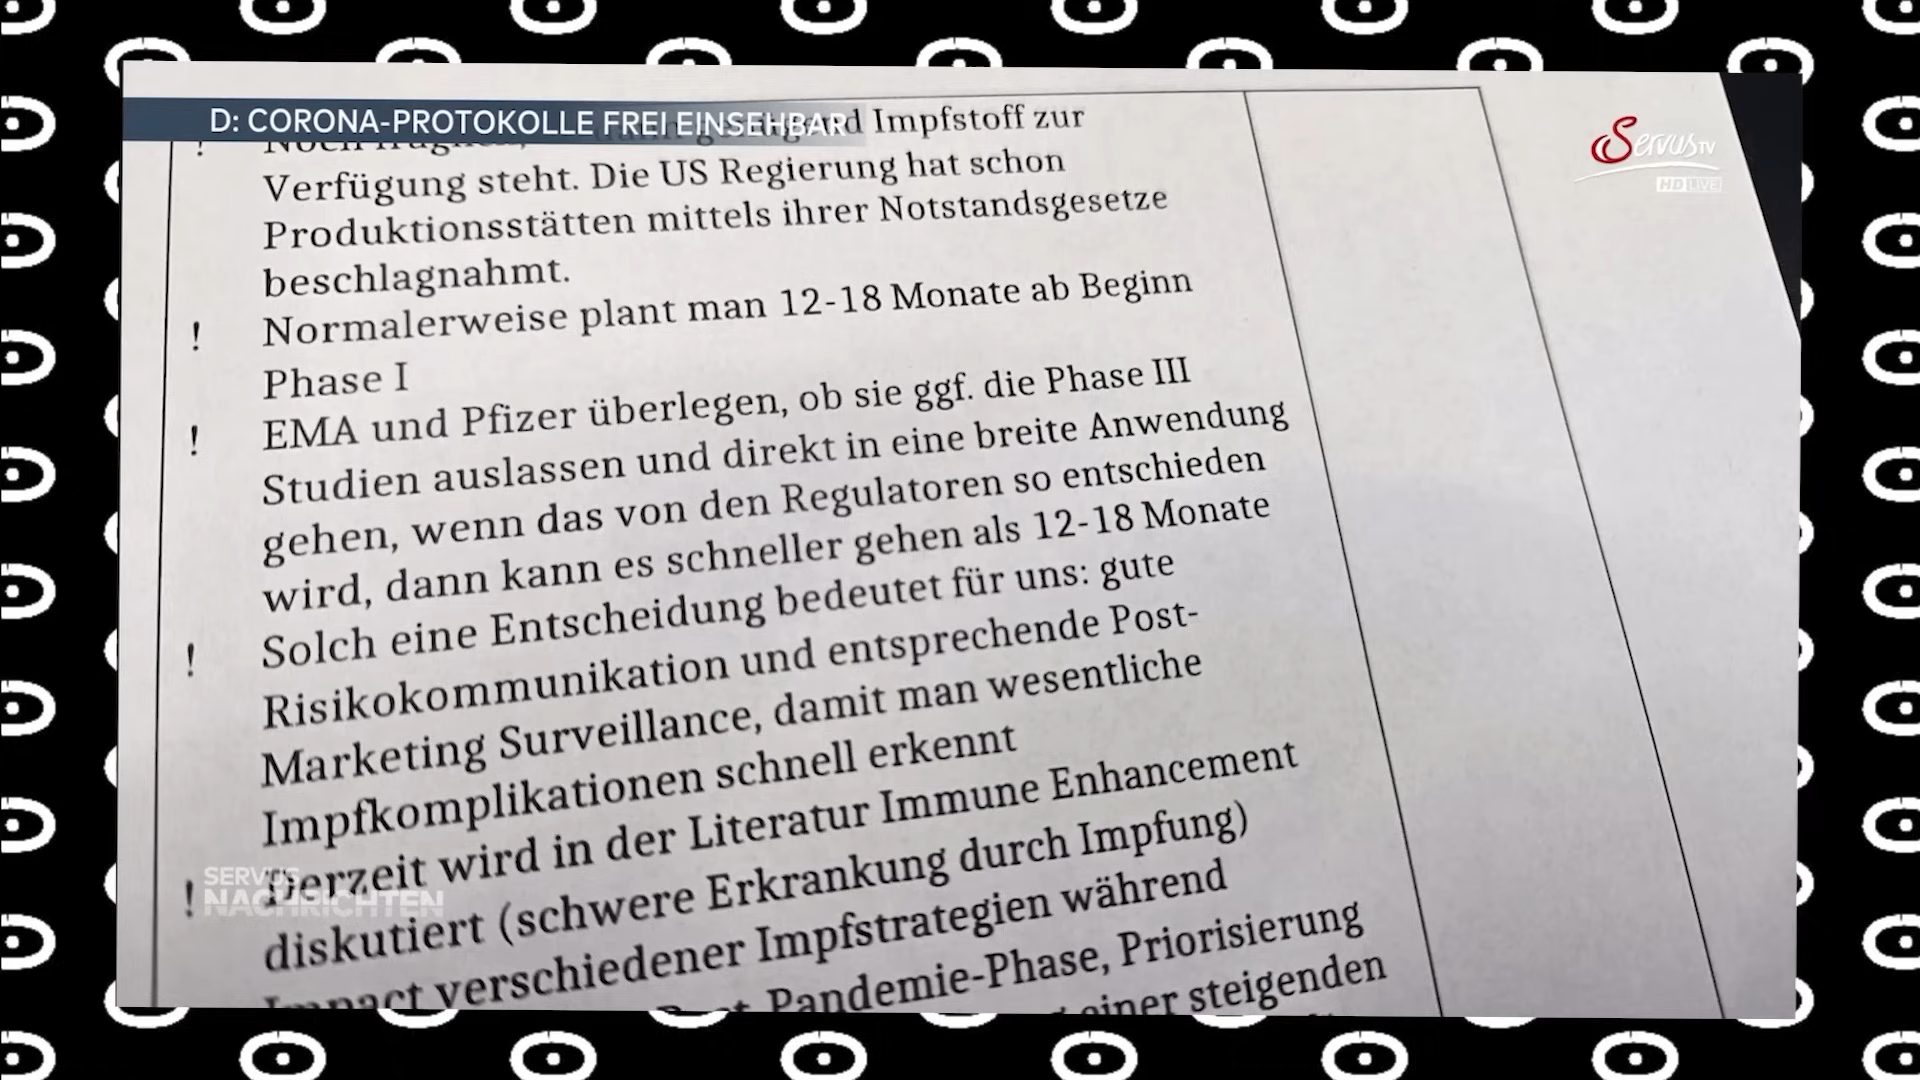 D: CORONA-PROTOKOLLE FREI EINSEHBAR
Servus TV
HD LIVE
! Noch fraglich, Impfstoff zur
Verfügung steht. Die US Regierung hat schon
Produktionsstätten mittels ihrer Notstandsgesetze
beschlagnahmt.
! Normalerweise plant man 12-18 Monate ab Beginn
Phase I
! EMA und Pfizer überlegen, ob sie ggf. die Phase III
Studien auslassen und direkt in eine breite Anwendung
gehen, wenn das von den Regulatoren so entschieden
wird, dann kann es schneller gehen als 12-18 Monate
! Solch eine Entscheidung bedeutet für uns: gute
Risikokommunikation und entsprechende Post-
Marketing Surveillance, damit man wesentliche
Impfkomplikationen schnell erkennt
! Derzeit wird in der Literatur Immune Enhancement
diskutiert (schwere Erkrankung durch Impfung)
Impact verschiedener Impfstrategien während
Pandemie-Phase, Priorisierung
einer steigenden
SERVUS
NACHRICHTEN